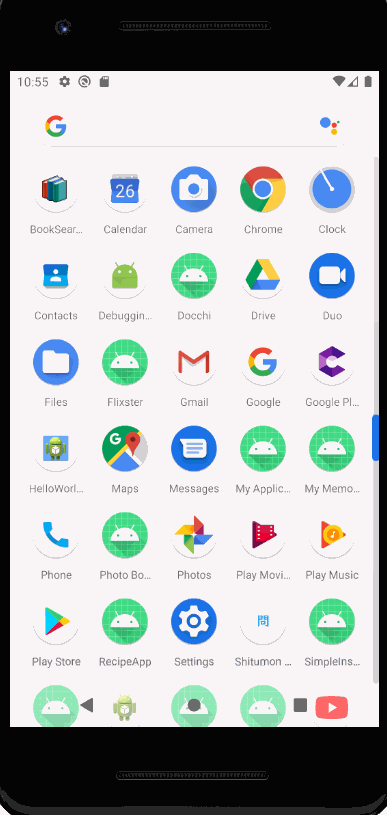 10:55
BookSear... Calendar Camera Chrome Clock
26
Contacts Debuggin... Docchi Drive Duo
Files Flixster Gmail Google Google Pl...
HelloWorl... Maps Messages My Applic... My Memo...
Phone Photo Bo... Photos Play Movi... Play Music
問
Play Store RecipeApp Settings Shitumon ... SimpleIns...